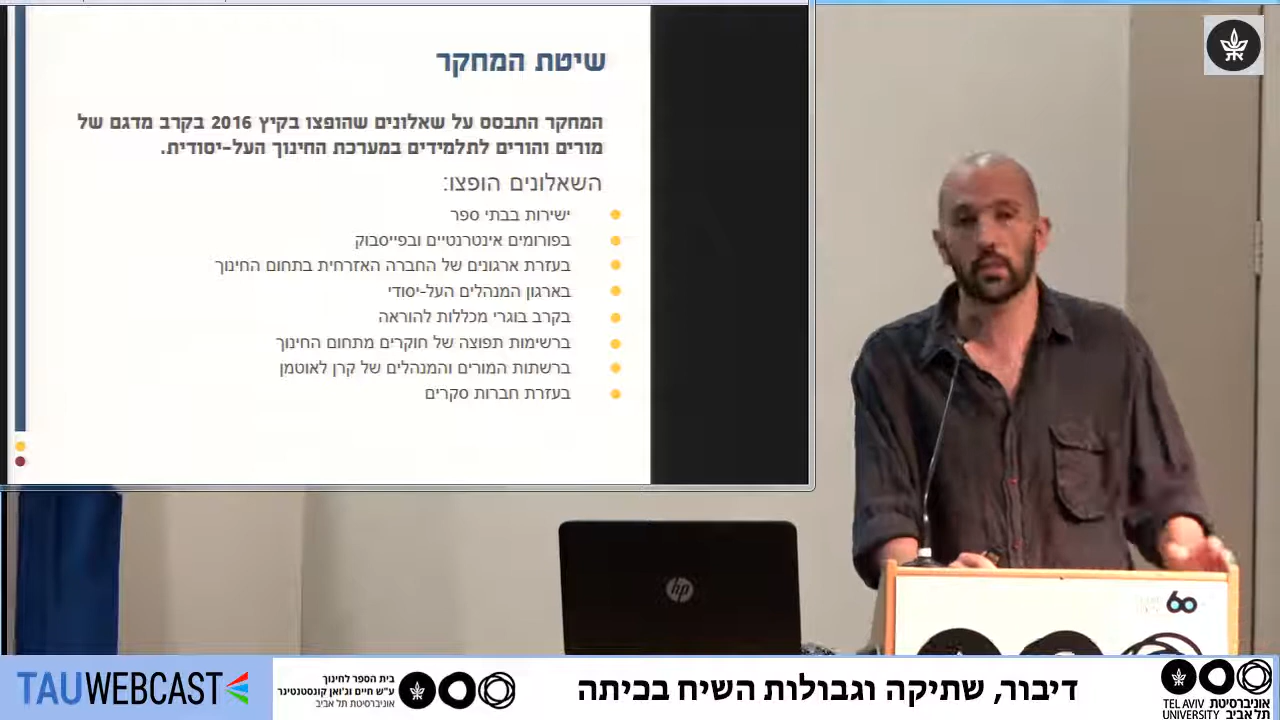 שיטת המחקר
המחקר התבסס על שאלונים שהופצו בקיץ 2016 בקרב מדגם של
מורים והורים לתלמידים במערכת החינוך העל-יסודית.
השאלונים הופצו:
ישירות בבתי ספר
בפורומים אינטרנטיים ובפייסבוק
בעזרת ארגונים של החברה האזרחית בתחום החינוך
בארגון המנהלים העל-יסודי
בקרב בוגרי מכללות להוראה
ברשימות תפוצה של חוקרים מתחום החינוך
ברשתות המורים והמנהלים של קרן לאוטמן
בעזרת חברות סקרים
hp
60
TAUWEBCAST
בית הספר לחינוך
ע"ש חיים וג'ואן קונסטנטינר
אוניברסיטת תל אביב
דיבור, שתיקה וגבולות השיח בכיתה
TEL AVIV אוניברסיטת
UNIVERSITY תל אביב